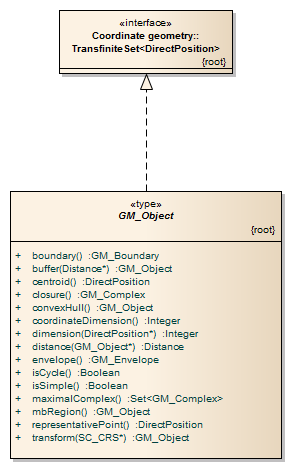 «interface»
Coordinate geometry::
TransfiniteSet<DirectPosition>
{root}
«type»
GM_Object
{root}
+ boundary() :GM_Boundary
+ buffer(Distance*) :GM_Object
+ centroid() :DirectPosition
+ closure() :GM_Complex
+ convexHull() :GM_Object
+ coordinateDimension() :Integer
+ dimension(DirectPosition*) :Integer
+ distance(GM_Object*) :Distance
+ envelope() :GM_Envelope
+ isCycle() :Boolean
+ isSimple() :Boolean
+ maximalComplex() :Set<GM_Complex>
+ mbRegion() :GM_Object
+ representativePoint() :DirectPosition
+ transform(SC_CRS*) :GM_Object